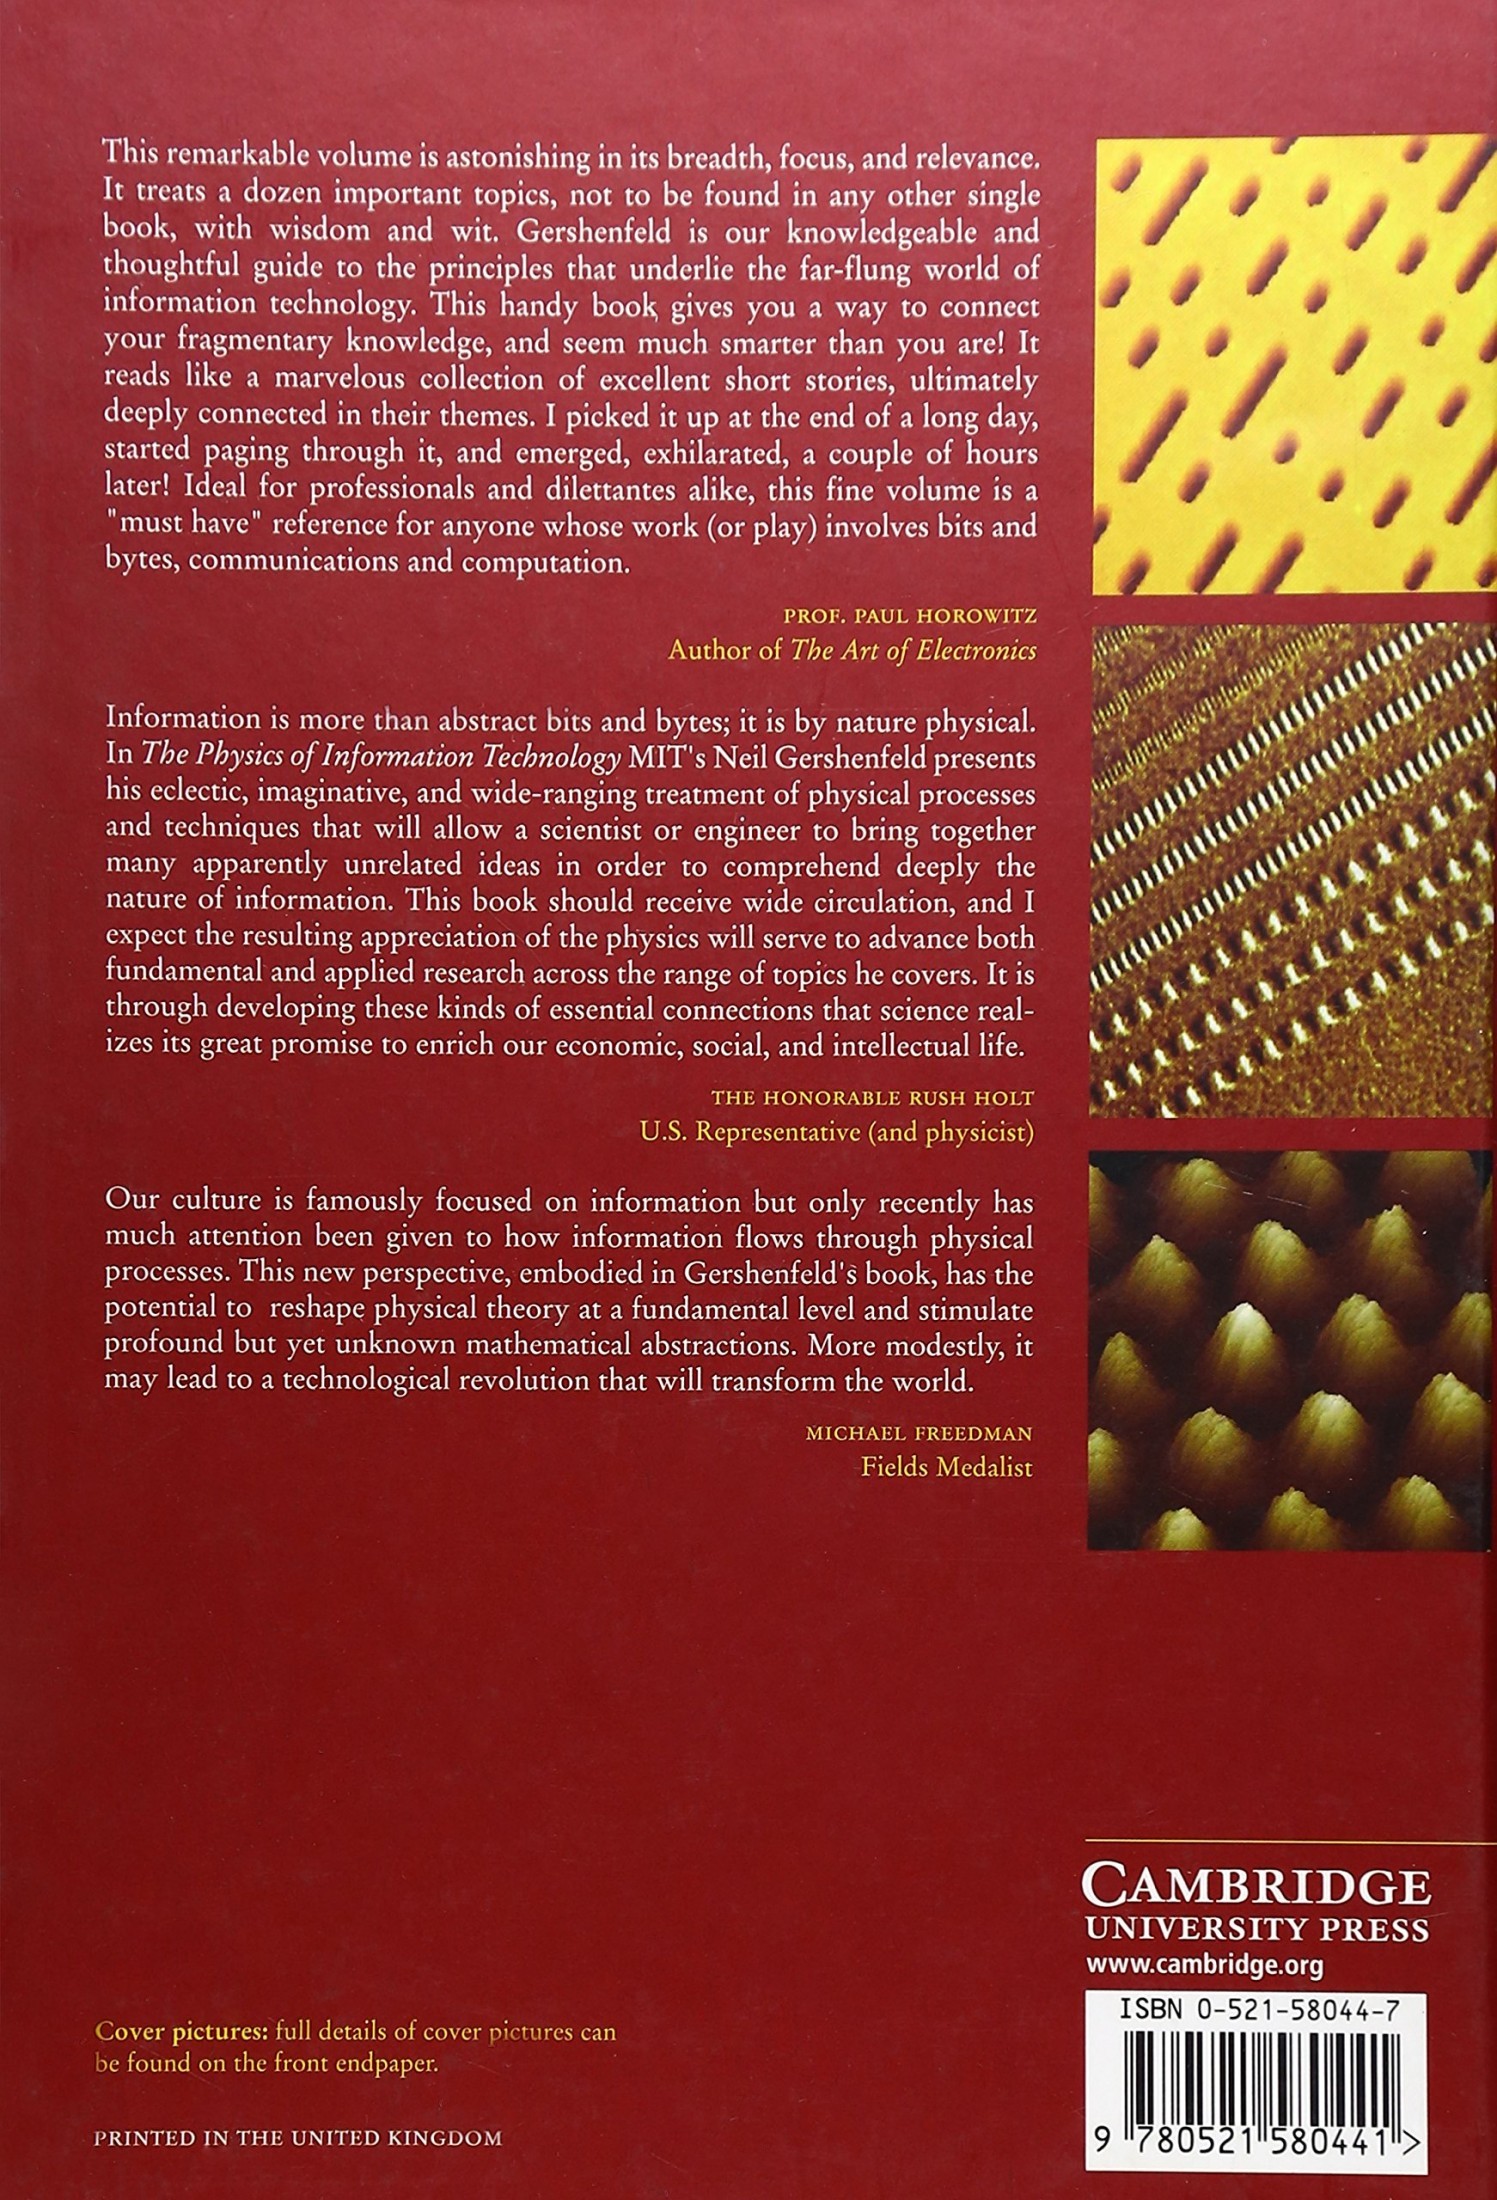 This remarkable volume is astonishing in its breadth, focus, and relevance.
It treats a dozen important topics, not to be found in any other single
book, with wisdom and wit. Gershenfeld is our knowledgeable and
thoughtful guide to the principles that underlie the far-flung world of
information technology. This handy book gives you a way to connect
your fragmentary knowledge, and seem much smarter than you are! It
reads like a marvelous collection of excellent short stories, ultimately
deeply connected in their themes. I picked it up at the end of a long day,
started paging through it, and emerged, exhilarated, a couple of hours
later! Ideal for professionals and dilettantes alike, this fine volume is a
"must have" reference for anyone whose work (or play) involves bits and
bytes, communications and computation.
PROF. PAUL HOROWITZ
Author of The Art of Electronics
Information is more than abstract bits and bytes; it is by nature physical.
In The Physics of Information Technology MIT's Neil Gershenfeld presents
his eclectic, imaginative, and wide-ranging treatment of physical processes
and techniques that will allow a scientist or engineer to bring together
many apparently unrelated ideas in order to comprehend deeply the
nature of information. This book should receive wide circulation, and I
expect the resulting appreciation of the physics will serve to advance both
fundamental and applied research across the range of topics he covers. It is
through developing these kinds of essential connections that science real-
izes its great promise to enrich our economic, social, and intellectual life.
THE HONORABLE RUSH HOLT
U.S. Representative (and physicist)
Our culture is famously focused on information but only recently has
much attention been given to how information flows through physical
processes. This new perspective, embodied in Gershenfeld's book, has the
potential to reshape physical theory at a fundamental level and stimulate
profound but yet unknown mathematical abstractions. More modestly, it
may lead to a technological revolution that will transform the world.
MICHAEL FREEDMAN
Fields Medalist
CAMBRIDGE
UNIVERSITY PRESS
www.cambridge.org
ISBN 0-521-58044-7
9 780521 580441 >
Cover pictures: full details of cover pictures can
be found on the front endpaper.
PRINTED IN THE UNITED KINGDOM